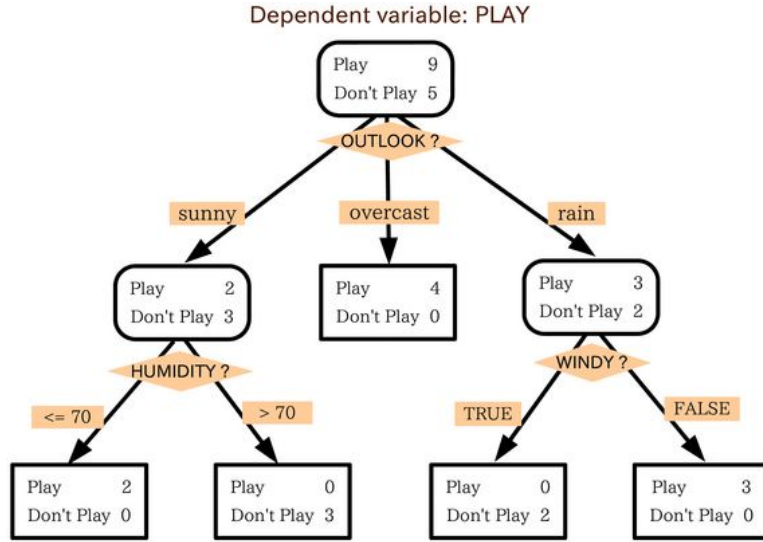 Dependent variable: PLAY
Play 9
Don't Play 5
OUTLOOK ?
sunny
overcast
rain
Play 2
Don't Play 3
Play 4
Don't Play 0
Play 3
Don't Play 2
HUMIDITY ?
WINDY ?
<= 70
> 70
TRUE
FALSE
Play 2
Don't Play 0
Play 0
Don't Play 3
Play 0
Don't Play 2
Play 3
Don't Play 0